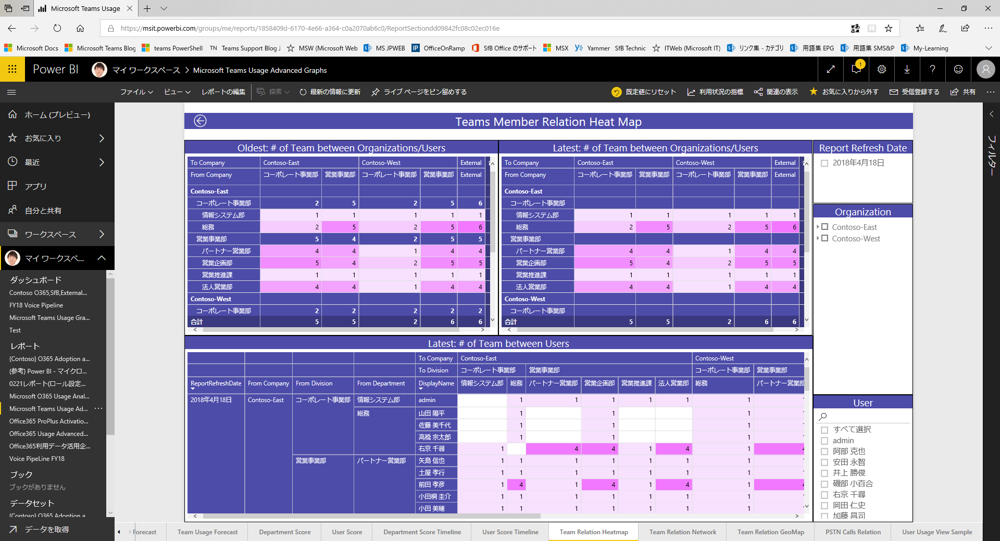 Microsoft Teams Usage
https://msit.powerbi.com/groups/me/reports/1858409d-6170-4e66-a364-c0a2070ab6c0/ReportSectiondd09842fc08c02ec016e
Microsoft Docs Microsoft Teams Blog teams PowerShell TN Teams Support Blog J MSW (Microsoft Web MS JPWEB IP OfficeOnRamp SfB Office のサポート MSX Yammer SfB Technic ITWeb (Microsoft IT) リンク集 - カテゴリ 用語集 EPG 用語集 SMS&P My-Learning
Power BI マイ ワークスペース > Microsoft Teams Usage Advanced Graphs 1
ファイル ビュー レポートの編集 探索 最新の情報に更新 ライブ ページをピン留めする 既定値にリセット 利用状況の指標 関連の表示 お気に入りから外す 受信登録する 共有
ホーム (プレビュー)
お気に入り
最近
アプリ
自分と共有
ワークスペース
マイ ワークスペ...
ダッシュボード
Contoso O365,SfB,External...
FY18 Voice Pipeline
Microsoft Teams Usage Gra...
Test
レポート
(Contoso) O365 Adoption a...
(参考) Power BI - マイクロ...
0221レポート(ロール設定...
Microsoft O365 Usage Anal...
Microsoft Teams Usage Ad...
Office365 ProPlus Activatio...
Office365 Usage Advanced...
Office365利用データ活用企...
Voice PipeLine FY18
ブック
ブックがありません
データセット
(Contoso) O365 Adoption a
データを取得
Teams Member Relation Heat Map
Oldest: # of Team between Organizations/Users
To Company Contoso-East Contoso-West External
From Company コーポレート事業部 営業事業部 コーポレート事業部 営業事業部 External
Contoso-East
コーポレート事業部 2 5 2 5 6
情報システム部 1 1 1 1 1
総務 2 5 2 5 6
営業事業部 5 4 2 5 5
パートナー営業部 4 4 1 4 4
営業企画部 5 4 2 5 5
営業推進課 1 1 1 1 1
法人営業部 4 4 1 4 4
Contoso-West
コーポレート事業部 2 2 2 2 2
合計 5 5 2 6 6
Latest: # of Team between Organizations/Users
To Company Contoso-East Contoso-West External
From Company コーポレート事業部 営業事業部 コーポレート事業部 営業事業部 External
Contoso-East
コーポレート事業部
情報システム部 1 1 1 1 1
総務 2 5 2 5 6
営業事業部
パートナー営業部 4 4 1 4 4
営業企画部 5 4 2 5 5
営業推進課 1 1 1 1 1
法人営業部 4 4 1 4 4
Contoso-West
コーポレート事業部
合計 5 5 2 6 6
Report Refresh Date
2018年4月18日
Organization
Contoso-East
Contoso-West
User
すべて選択
admin
阿部 克也
安田 永智
井上 勝俊
磯部 小百合
右京 千尋
岡田 仁史
加藤 昌司
フィルター
Latest: # of Team between Users
To Company Contoso-East Contoso-West
To Division コーポレート事業部 営業事業部 コーポレート事業部 営業事業部
ReportRefreshDate From Company From Division From Department DisplayName 情報システム部 総務 パートナー営業部 営業企画部 営業推進課 法人営業部 総務 パートナー営業部
2018年4月18日 Contoso-East コーポレート事業部 情報システム部 admin 1 1 1 1 1 1 1
総務 山田 陽平 1 1 1 1
佐藤 美千代 1 1 1 1
高橋 宗太郎 1 1 1 1
右京 千尋 1 4 4 1 4 1 4
営業事業部 パートナー営業部 矢島 信也 1 1 1 1 1 1 1 1
土屋 孝行 1 1 1 1 1 1 1 1
前田 孝彦 1 4 1 4 1 4 1 4
小田桐 圭介 1 1 1 1 1 1 1 1
小田 美穂 1 1 1 1 1 1 1 1
Forecast Team Usage Forecast Department Score User Score Department Score Timeline User Score Timeline Team Relation Heatmap Team Relation Network Team Relation GeoMap PSTN Calls Relation User Usage View Sample